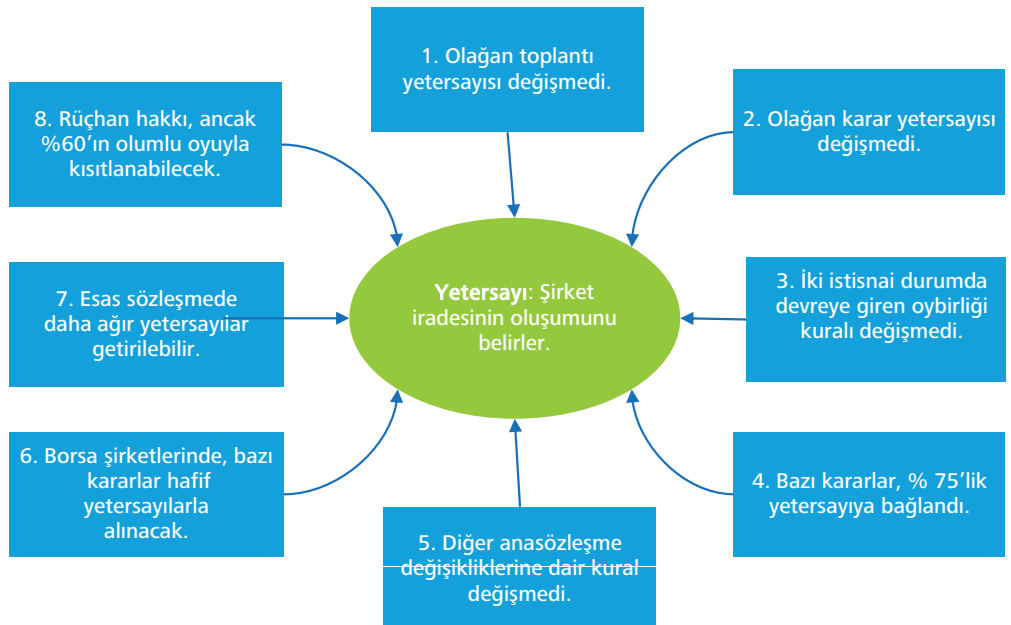 1. Olağan toplantı
yetersayısı değişmedi.
2. Olağan karar yetersayısı
değişmedi.
3. İki istisnai durumda
devreye giren oybirliği
kuralı değişmedi.
4. Bazı kararlar, % 75’lik
yetersayıya bağlandı.
5. Diğer anasözleşme
değişikliklerine dair kural
değişmedi.
6. Borsa şirketlerinde, bazı
kararlar hafif
yetersayılarla
alınacak.
7. Esas sözleşmede
daha ağır yetersayılar
getirilebilir.
8. Rüçhan hakkı, ancak
%60’ın olumlu oyuyla
kısıtlanabilecek.
Yetersayı: Şirket
iradesinin oluşumunu
belirler.